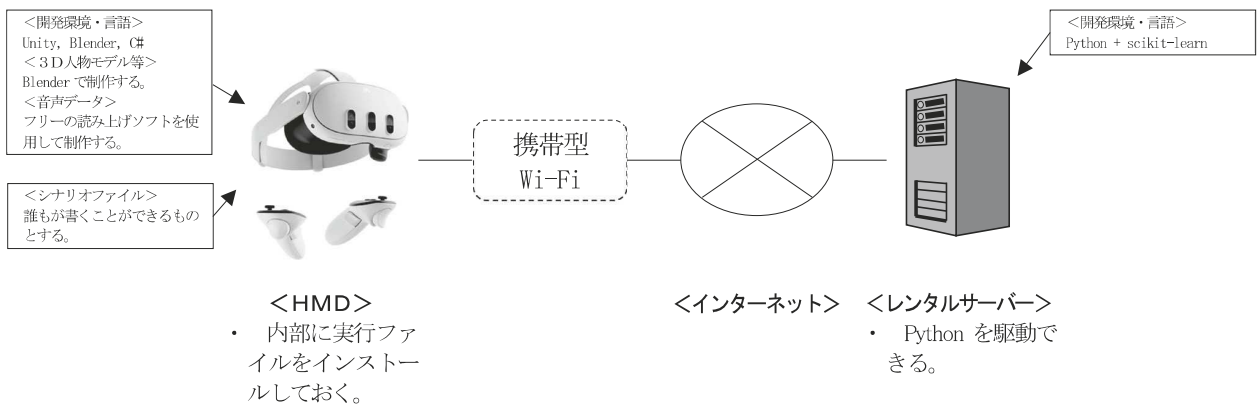 ＜開発環境・言語＞
Unity, Blender, C#
＜３Ｄ人物モデル等＞
Blender で制作する。
＜音声データ＞
フリーの読み上げソフトを使
用して制作する。
＜シナリオファイル＞
誰もが書くことができるもの
とする。
携帯型
Wi-Fi
＜開発環境・言語＞
Python + scikit-learn
＜ＨＭＤ＞
・ 内部に実行ファ
イルをインストー
ルしておく。
＜インターネット＞
＜レンタルサーバー＞
・ Python を駆動で
きる。